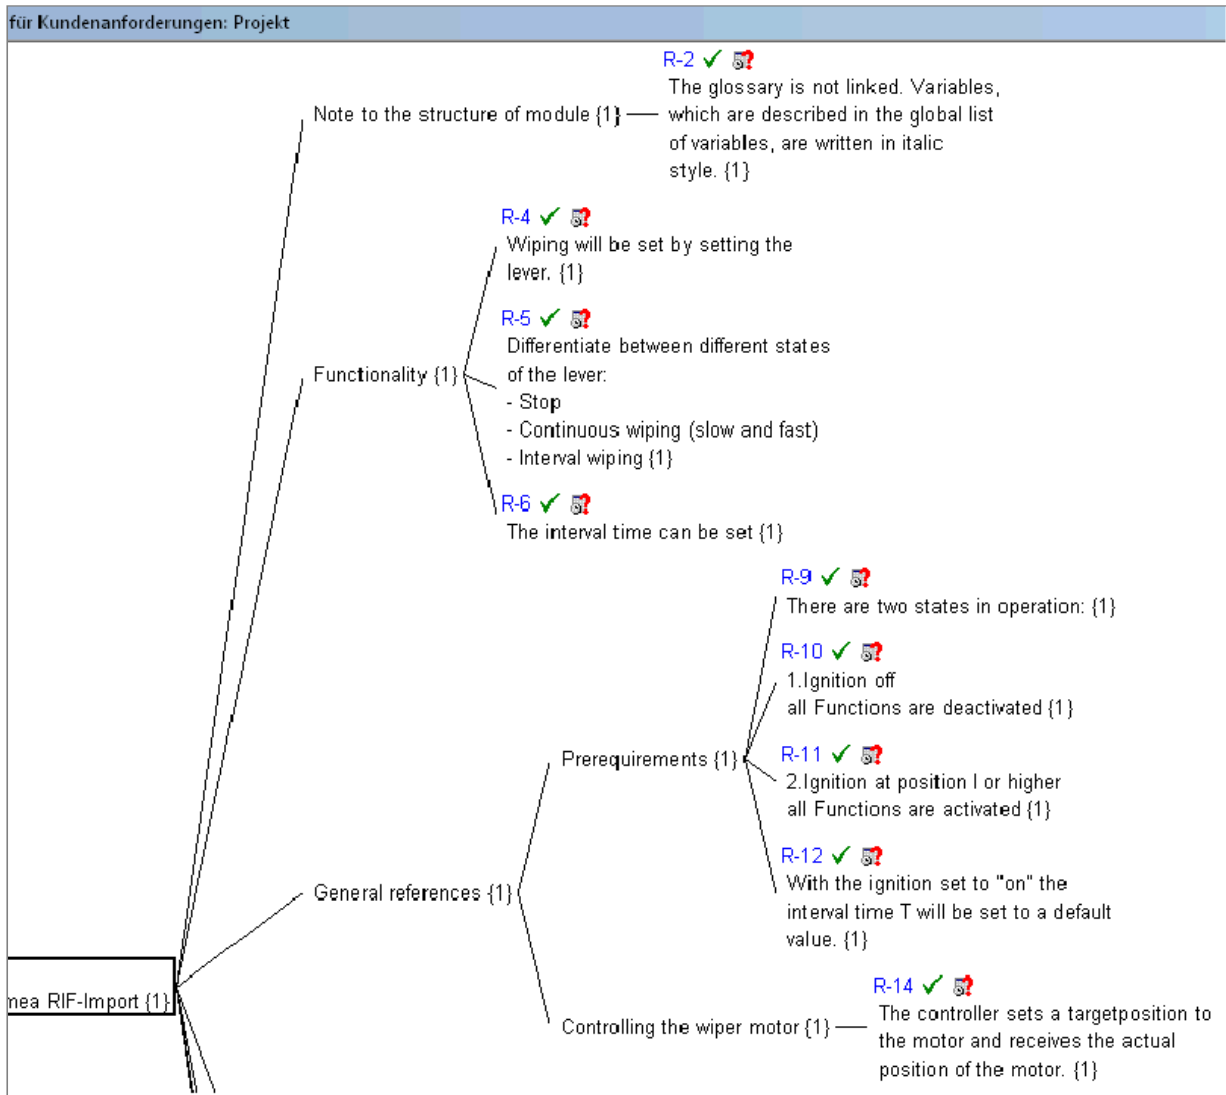 für Kundenanforderungen: Projekt
R-2
The glossary is not linked. Variables,
which are described in the global list
of variables, are written in italic
style. {1}
Note to the structure of module {1}
R-4
Wiping will be set by setting the
lever. {1}
R-5
Differentiate between different states
of the lever:
- Stop
- Continuous wiping (slow and fast)
- Interval wiping {1}
Functionality {1}
R-6
The interval time can be set {1}
R-9
There are two states in operation: {1}
R-10
1.Ignition off
all Functions are deactivated {1}
Prerequirements {1}
R-11
2.Ignition at position I or higher
all Functions are activated {1}
R-12
With the ignition set to "on" the
interval time T will be set to a default
value. {1}
General references {1}
R-14
The controller sets a targetposition to
the motor and receives the actual
position of the motor. {1}
Controlling the wiper motor {1}
mea RIF-Import {1}